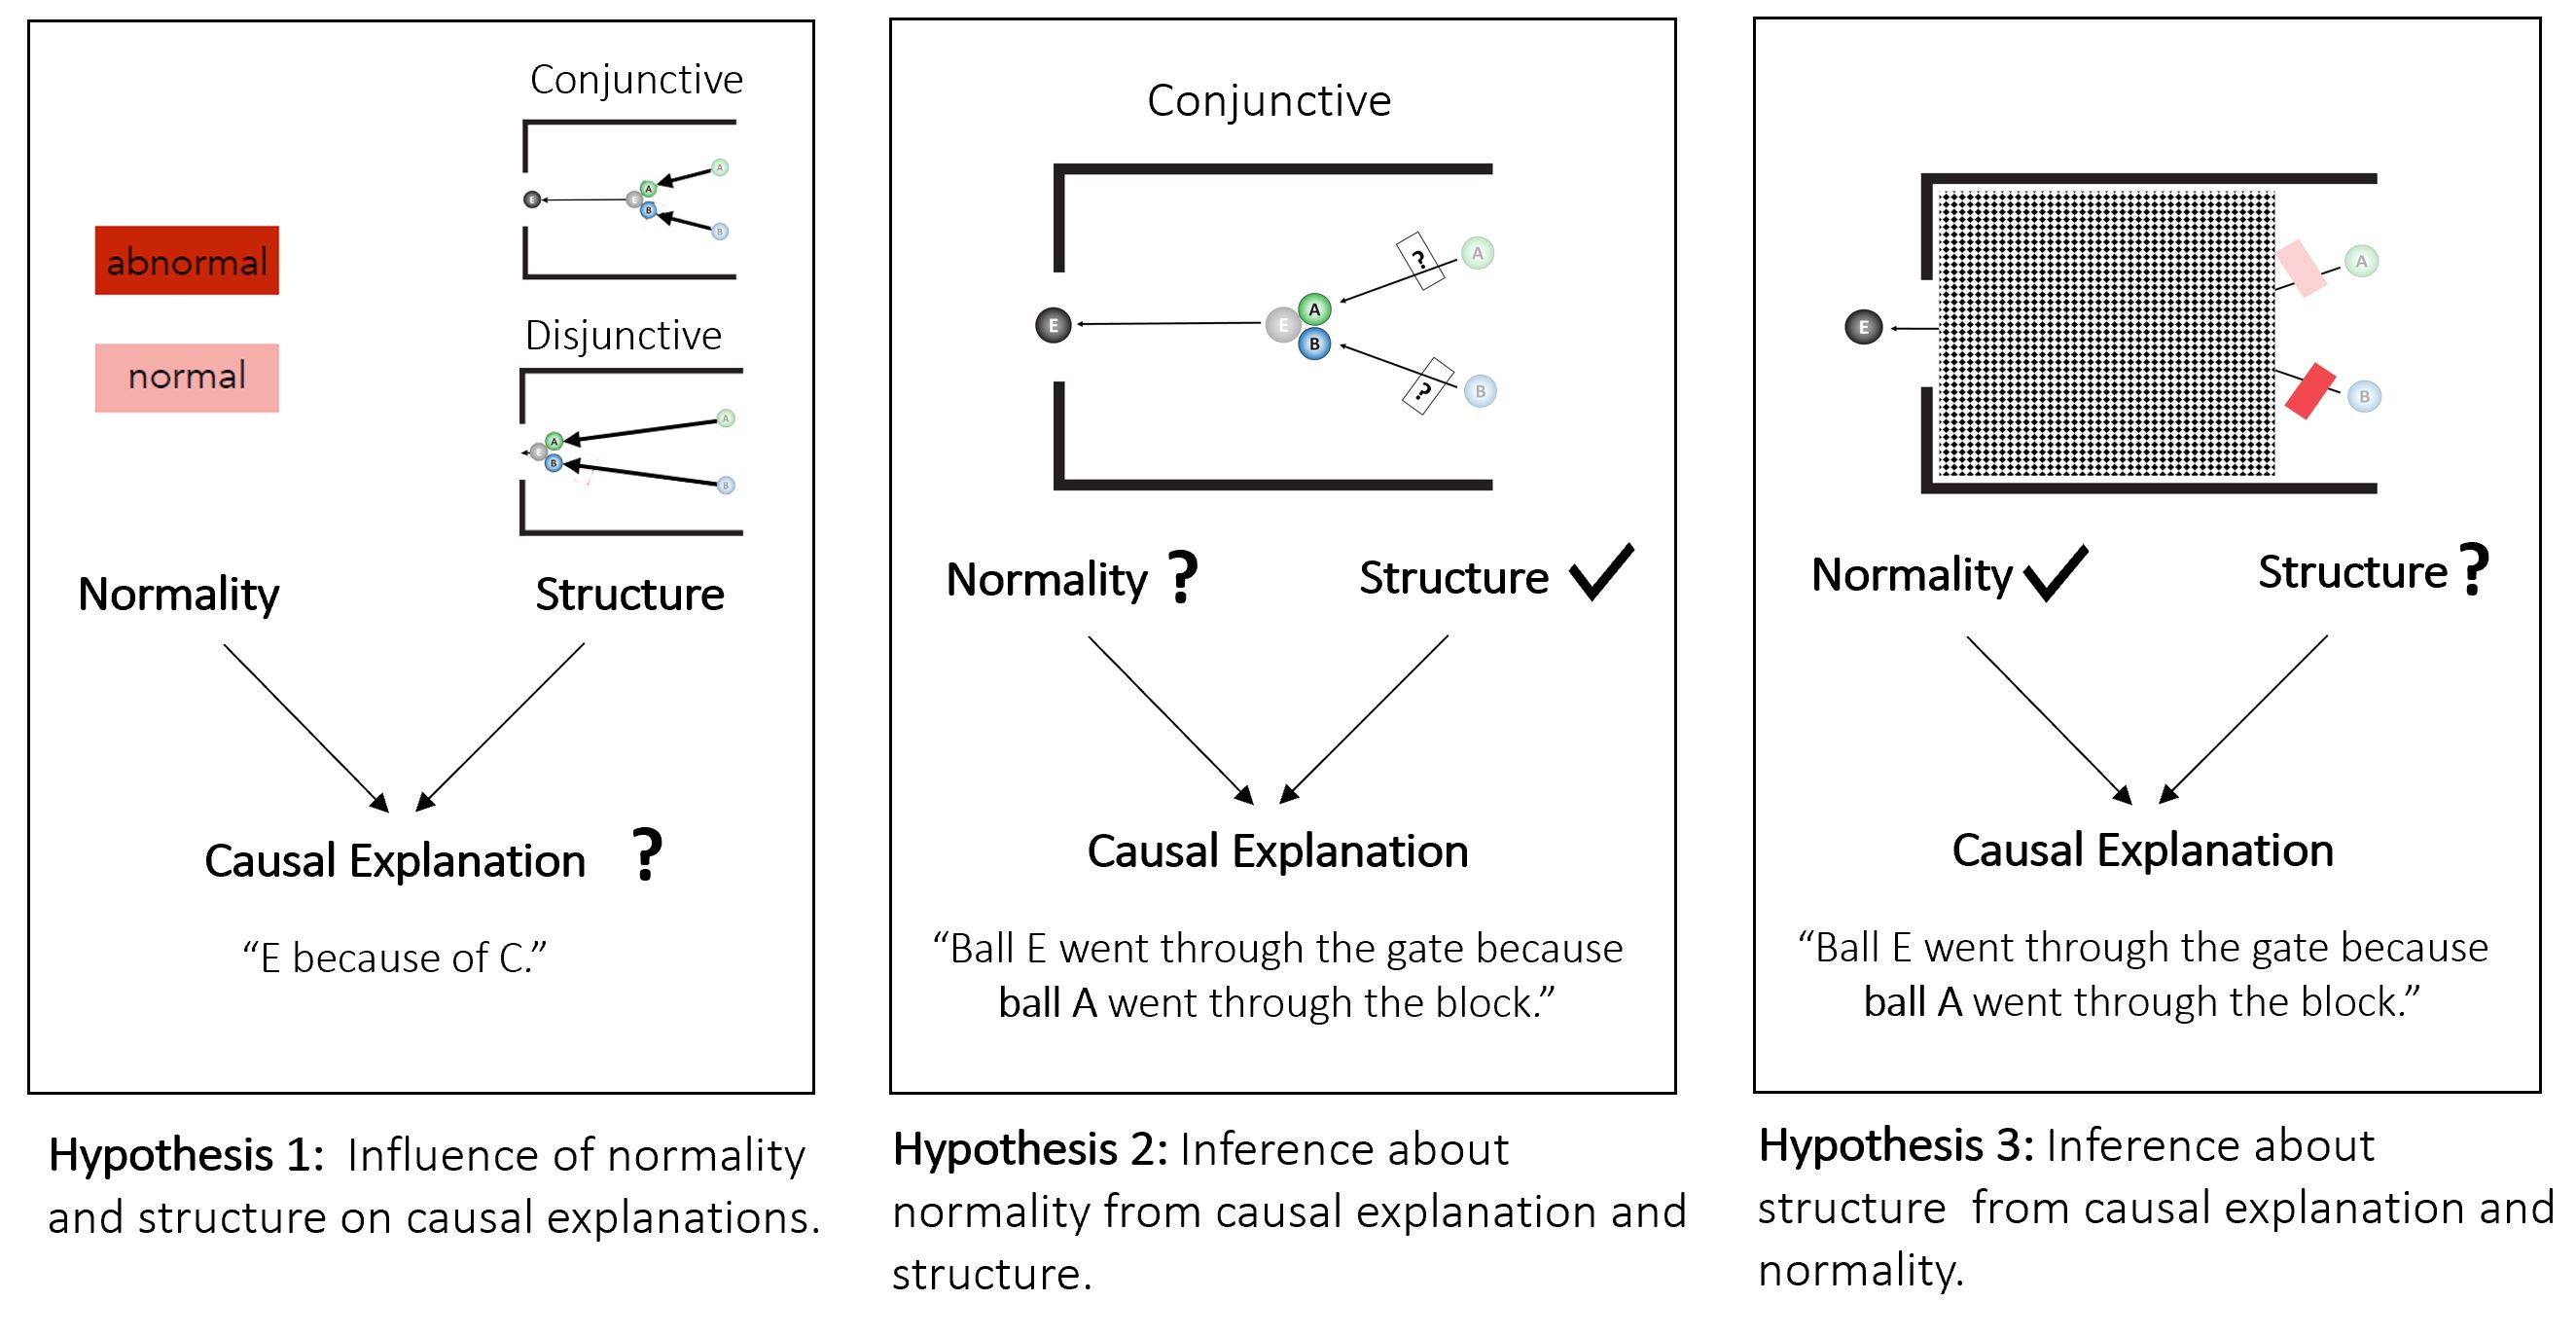 Conjunctive
A
A
E
E
B
B
abnormal
Disjunctive
normal
A
A
E
B
B
Normality
Structure
Causal Explanation ?
“E because of C.”
Hypothesis 1: Influence of normality
and structure on causal explanations.
Conjunctive
?
A
A
E
E
B
?
B
Normality ?
Structure ✓
Causal Explanation
“Ball E went through the gate because
ball A went through the block.”
Hypothesis 2: Inference about
normality from causal explanation and
structure.
A
E
B
Normality ✓
Structure ?
Causal Explanation
“Ball E went through the gate because
ball A went through the block.”
Hypothesis 3: Inference about
structure from causal explanation and
normality.